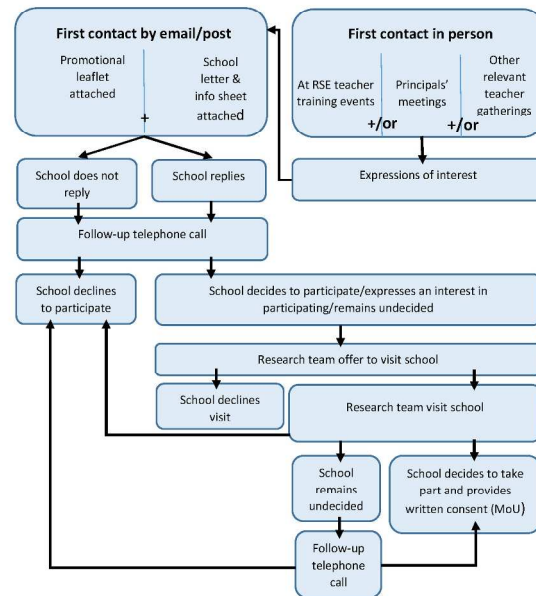 First contact by email/post
Promotional
leaflet
attached
+
School
letter &
info sheet
attached
First contact in person
At RSE teacher
training events
+/or
Principals'
meetings
+/or
Other
relevant
teacher
gatherings
School does not
reply
School replies
Expressions of interest
Follow-up telephone call
School declines
to participate
School decides to participate/expresses an interest in
participating/remains undecided
Research team offer to visit school
School declines
visit
Research team visit school
School
remains
undecided
School decides to take
part and provides
written consent (MoU)
Follow-up
telephone
call